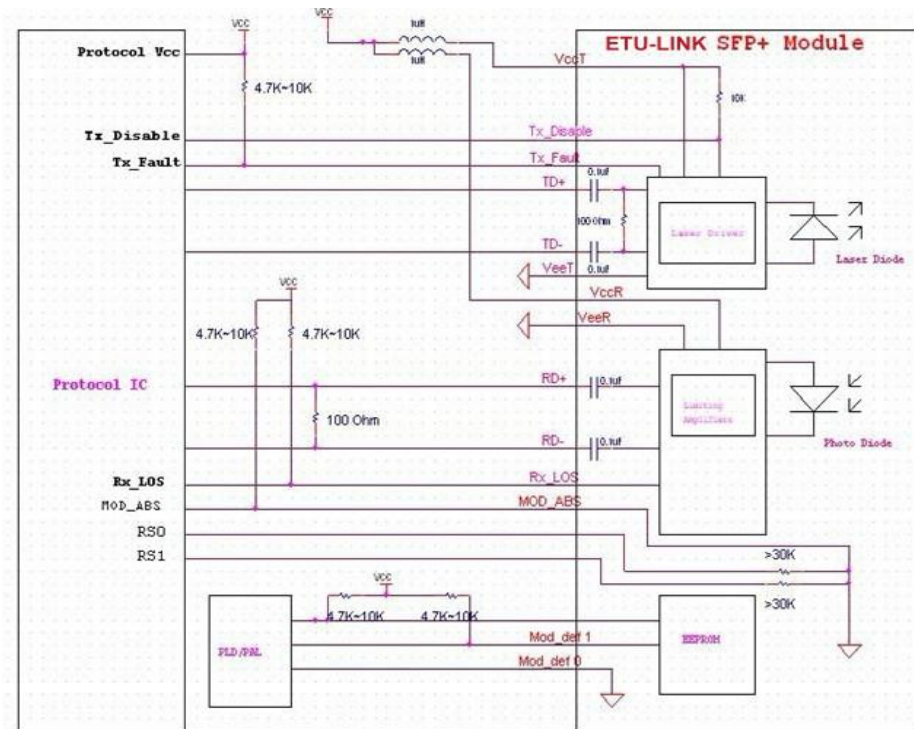 Vcc
Vcc
1uH
1uH
ETU-LINK SFP+ Module
Protocol Vcc
VccT
4.7K~10K
10K
Tx_Disable
Tx_Disable
Tx_Fault
Tx_Fault
0.1uf
TD+
100 Ohm
Laser Driver
TD-
0.1uf
VeeT
Laser Diode
VCC
VccR
VeeR
4.7K~10K
4.7K~10K
Protocol IC
RD+
0.1uf
100 Ohm
Limiting
Amplifiers
RD-
0.1uf
Photo Diode
Rx_LOS
Rx_LOS
MOD_ABS
MOD_ABS
RS0
RS1
>30K
>30K
VCC
4.7K~10K
4.7K~10K
PLD/PAL
Mod_def 1
EEPROM
Mod_def 0